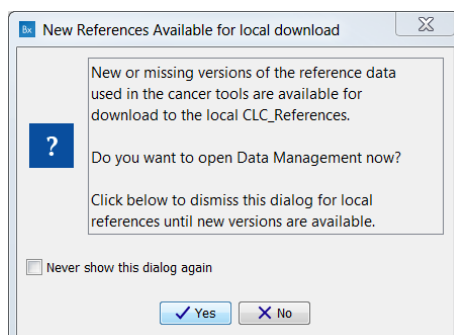 Bx New References Available for local download
New or missing versions of the reference data
used in the cancer tools are available for
download to the local CLC_References.
Do you want to open Data Management now?
Click below to dismiss this dialog for local
references until new versions are available.
?
Never show this dialog again
Yes No